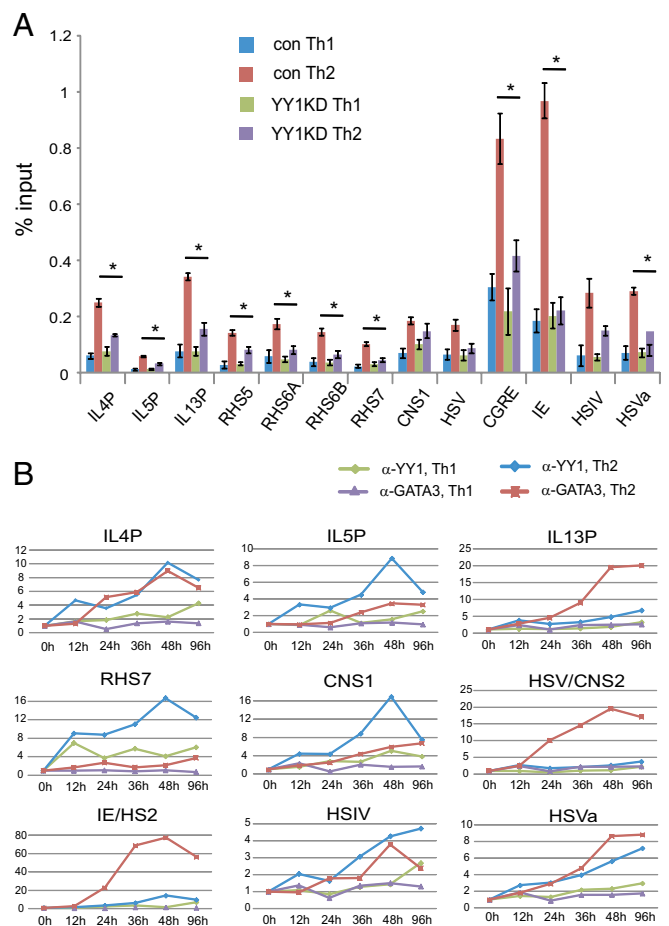 A
1.2
1
0.8
0.6
0.4
0.2
0
% input
con Th1
con Th2
YY1KD Th1
YY1KD Th2
* * * * * * * * * *
IL4P IL5P IL13P RHS5 RHS6A RHS6B RHS7 CNS1 HSV CGRE IE HSIV HSVa
B
α-YY1, Th1 α-YY1, Th2
α-GATA3, Th1 α-GATA3, Th2
IL4P
12
10
8
6
4
2
0
0h 12h 24h 36h 48h 96h
IL5P
10
8
6
4
2
0
0h 12h 24h 36h 48h 96h
IL13P
25
20
15
10
5
0
0h 12h 24h 36h 48h 96h
RHS7
16
12
8
4
0
0h 12h 24h 36h 48h 96h
CNS1
16
12
8
4
0
0h 12h 24h 36h 48h 96h
HSV/CNS2
25
20
15
10
5
0
0h 12h 24h 36h 48h 96h
IE/HS2
80
60
40
20
0
0h 12h 24h 36h 48h 96h
HSIV
5
4
3
2
1
0
0h 12h 24h 36h 48h 96h
HSVa
10
8
6
4
2
0
0h 12h 24h 36h 48h 96h